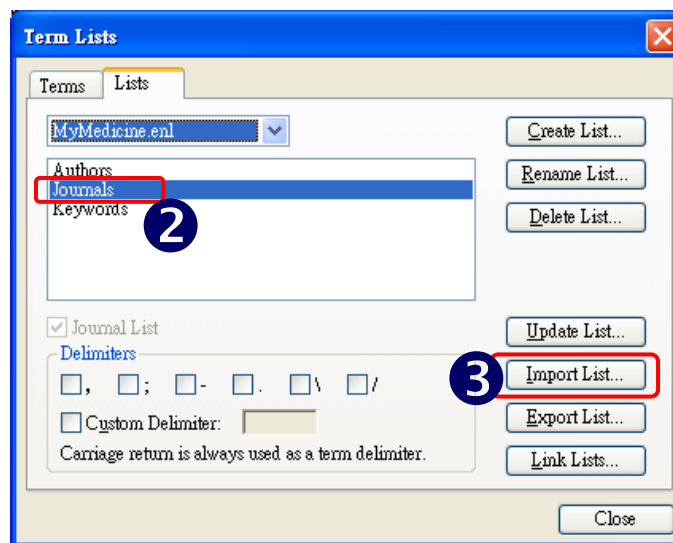 Term Lists
Terms Lists
MyMedicine.enl
Create List...
Authors
Journals
Keywords
2
Rename List...
Delete List...
Journal List
Update List...
Delimiters
, ; - . \ /
3
Import List...
Custom Delimiter:
Export List...
Carriage return is always used as a term delimiter.
Link Lists...
Close